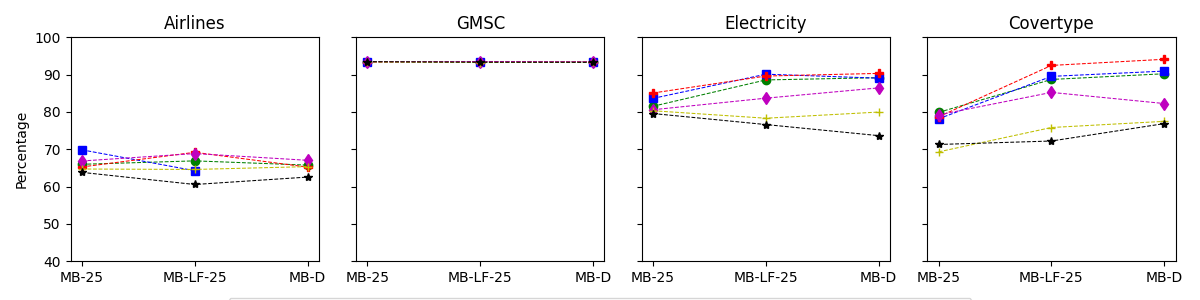 Airlines
GMSC
Electricity
Covertype
Percentage
100
90
80
70
60
50
40
MB-25 MB-LF-25 MB-D
MB-25 MB-LF-25 MB-D
MB-25 MB-LF-25 MB-D
MB-25 MB-LF-25 MB-D